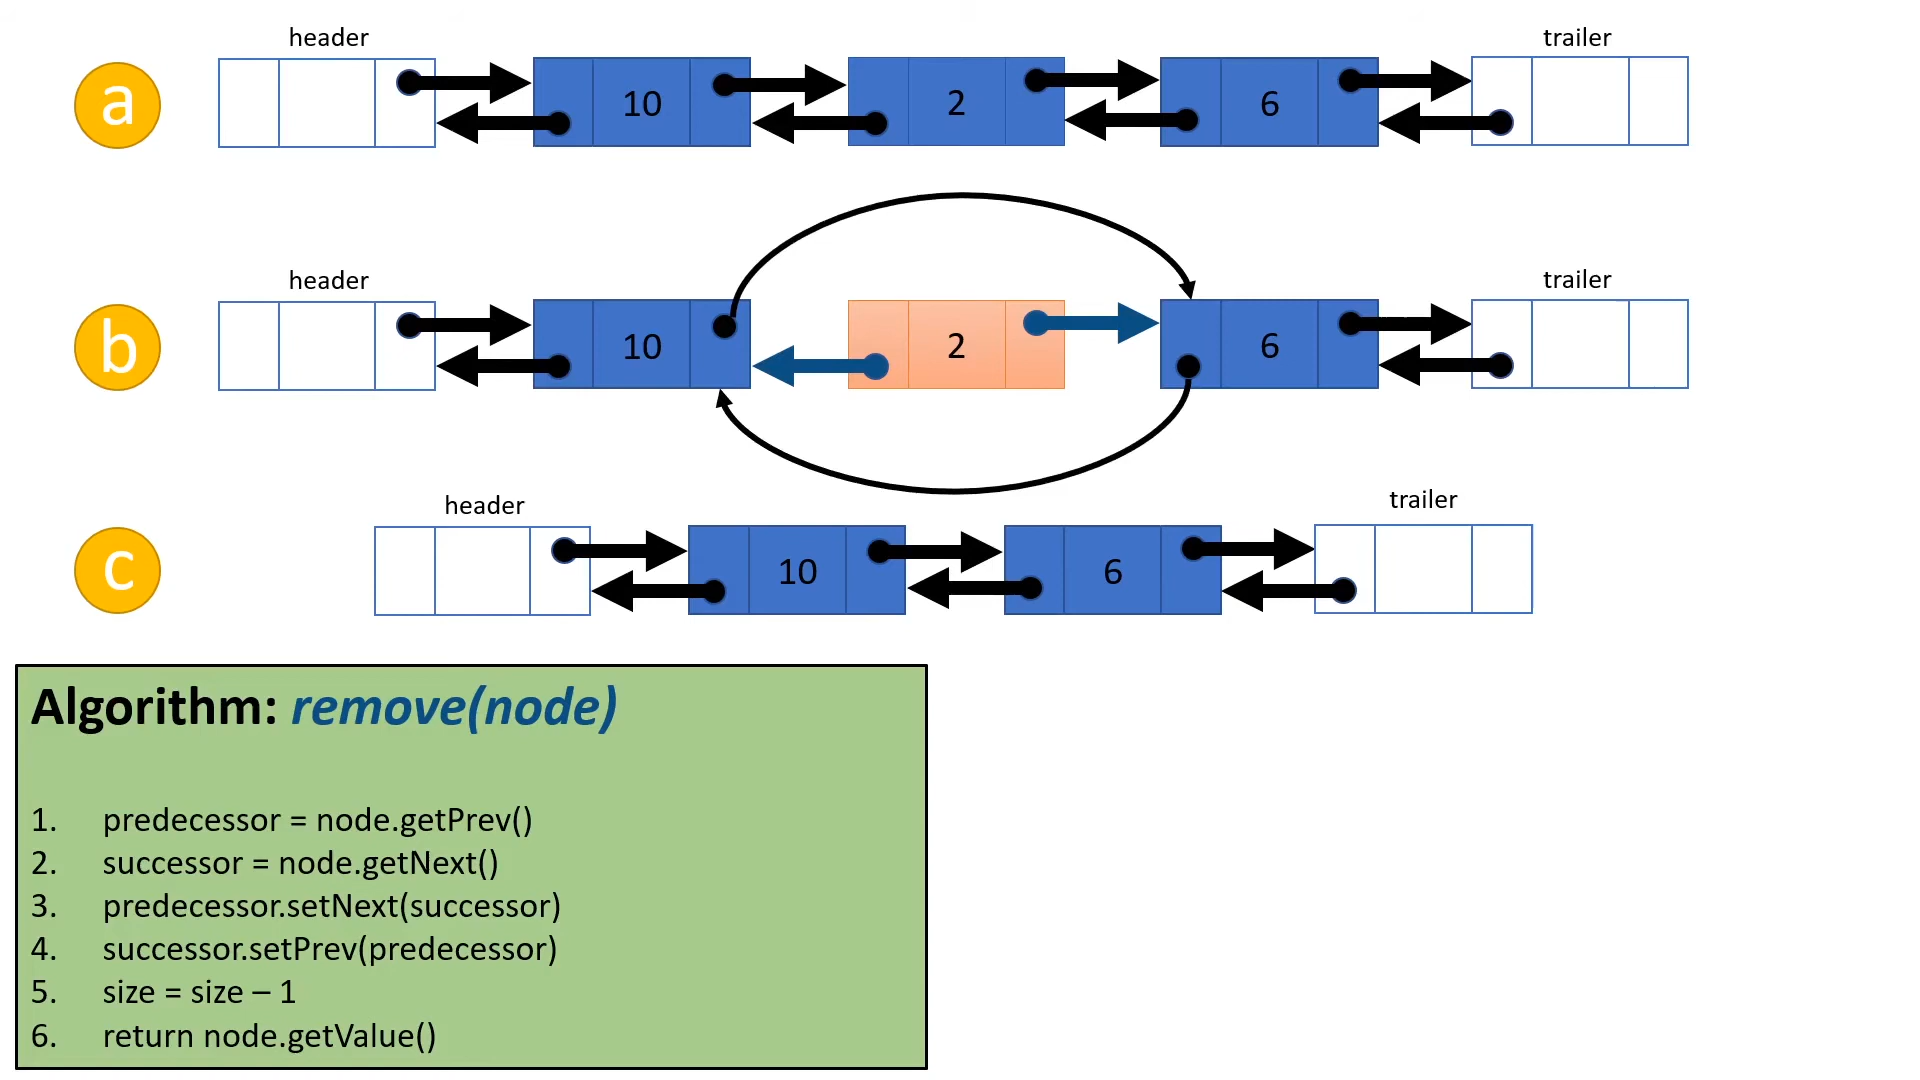 header
trailer
a
10
2
6
header
trailer
b
10
2
6
header
trailer
c
10
6
Algorithm: remove(node)
1. predecessor = node.getPrev()
2. successor = node.getNext()
3. predecessor.setNext(successor)
4. successor.setPrev(predecessor)
5. size = size – 1
6. return node.getValue()